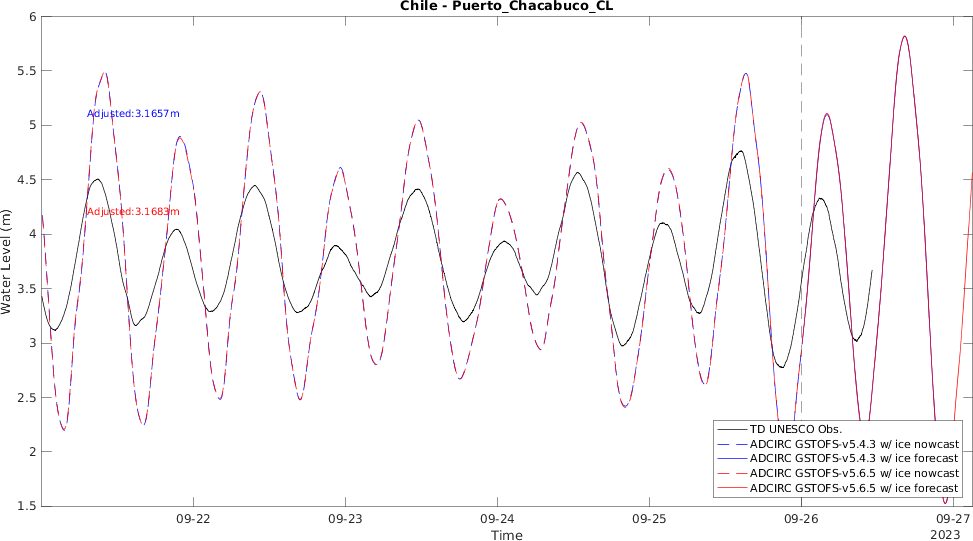 Chile - Puerto_Chacabuco_CL
6
5.5
5
4.5
4
3.5
3
2.5
2
1.5
Water Level (m)
Adjusted:3.1657m
Adjusted:3.1683m
TD UNESCO Obs.
ADCIRC GSTOFS-v5.4.3 w/ ice nowcast
ADCIRC GSTOFS-v5.4.3 w/ ice forecast
ADCIRC GSTOFS-v5.6.5 w/ ice nowcast
ADCIRC GSTOFS-v5.6.5 w/ ice forecast
09-22
09-23
09-24
09-25
09-26
09-27
Time
2023